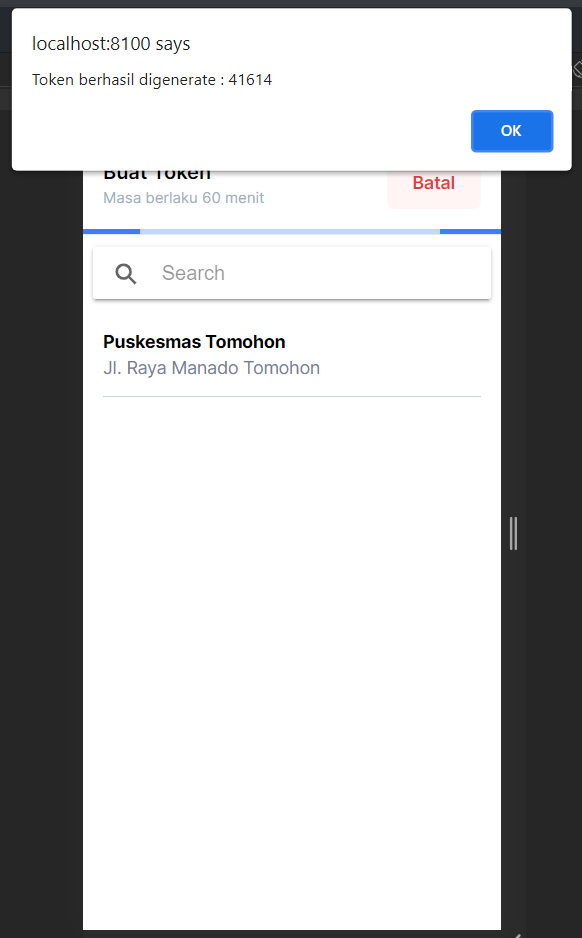 localhost:8100 says
Token berhasil digenerate : 41614
OK
Buat Token
Masa berlaku 60 menit
Batal
Search
Puskesmas Tomohon
Jl. Raya Manado Tomohon